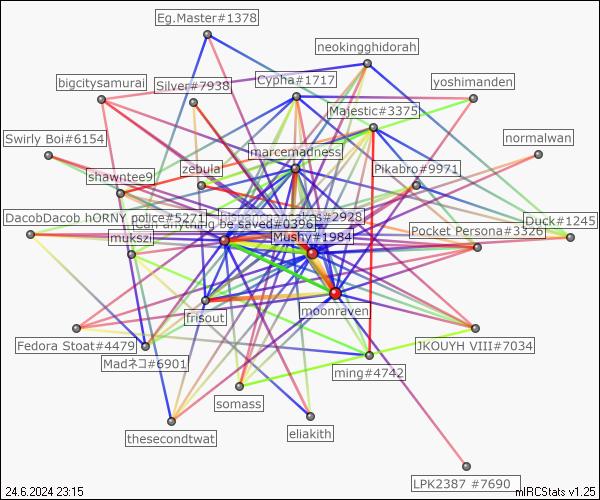 Eg.Master#1378
neokingghidorah
bigcitysamurai
Silver#7938
Cypha#1717
yoshimanden
Majestic#3375
Swirly Boi#6154
normalwan
marcemadness
shawntee9
zebula
Pikabro#9971
DacobDacob hORNY police#5271
be saved#0396
#2928
Duck#1245
mukszi
Mushy#1984
Pocket Persona#3326
frisout
moonraven
Fedora Stoat#4479
JKOUYH VIII#7034
Madネコ#6901
ming#4742
somass
thesecondtwat
eliakith
LPK2387 #7690
24.6.2024 23:15
mIRCStats v1.25